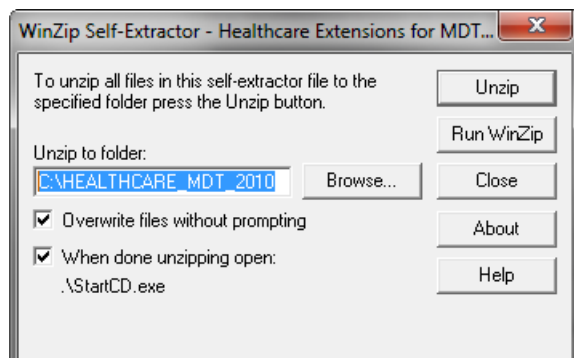 WinZip Self-Extractor - Healthcare Extensions for MDT...
To unzip all files in this self-extractor file to the
specified folder press the Unzip button.
Unzip to folder:
C:\HEALTHCARE_MDT_2010
Browse...
Overwrite files without prompting
When done unzipping open:
.\StartCD.exe
Unzip
Run WinZip
Close
About
Help